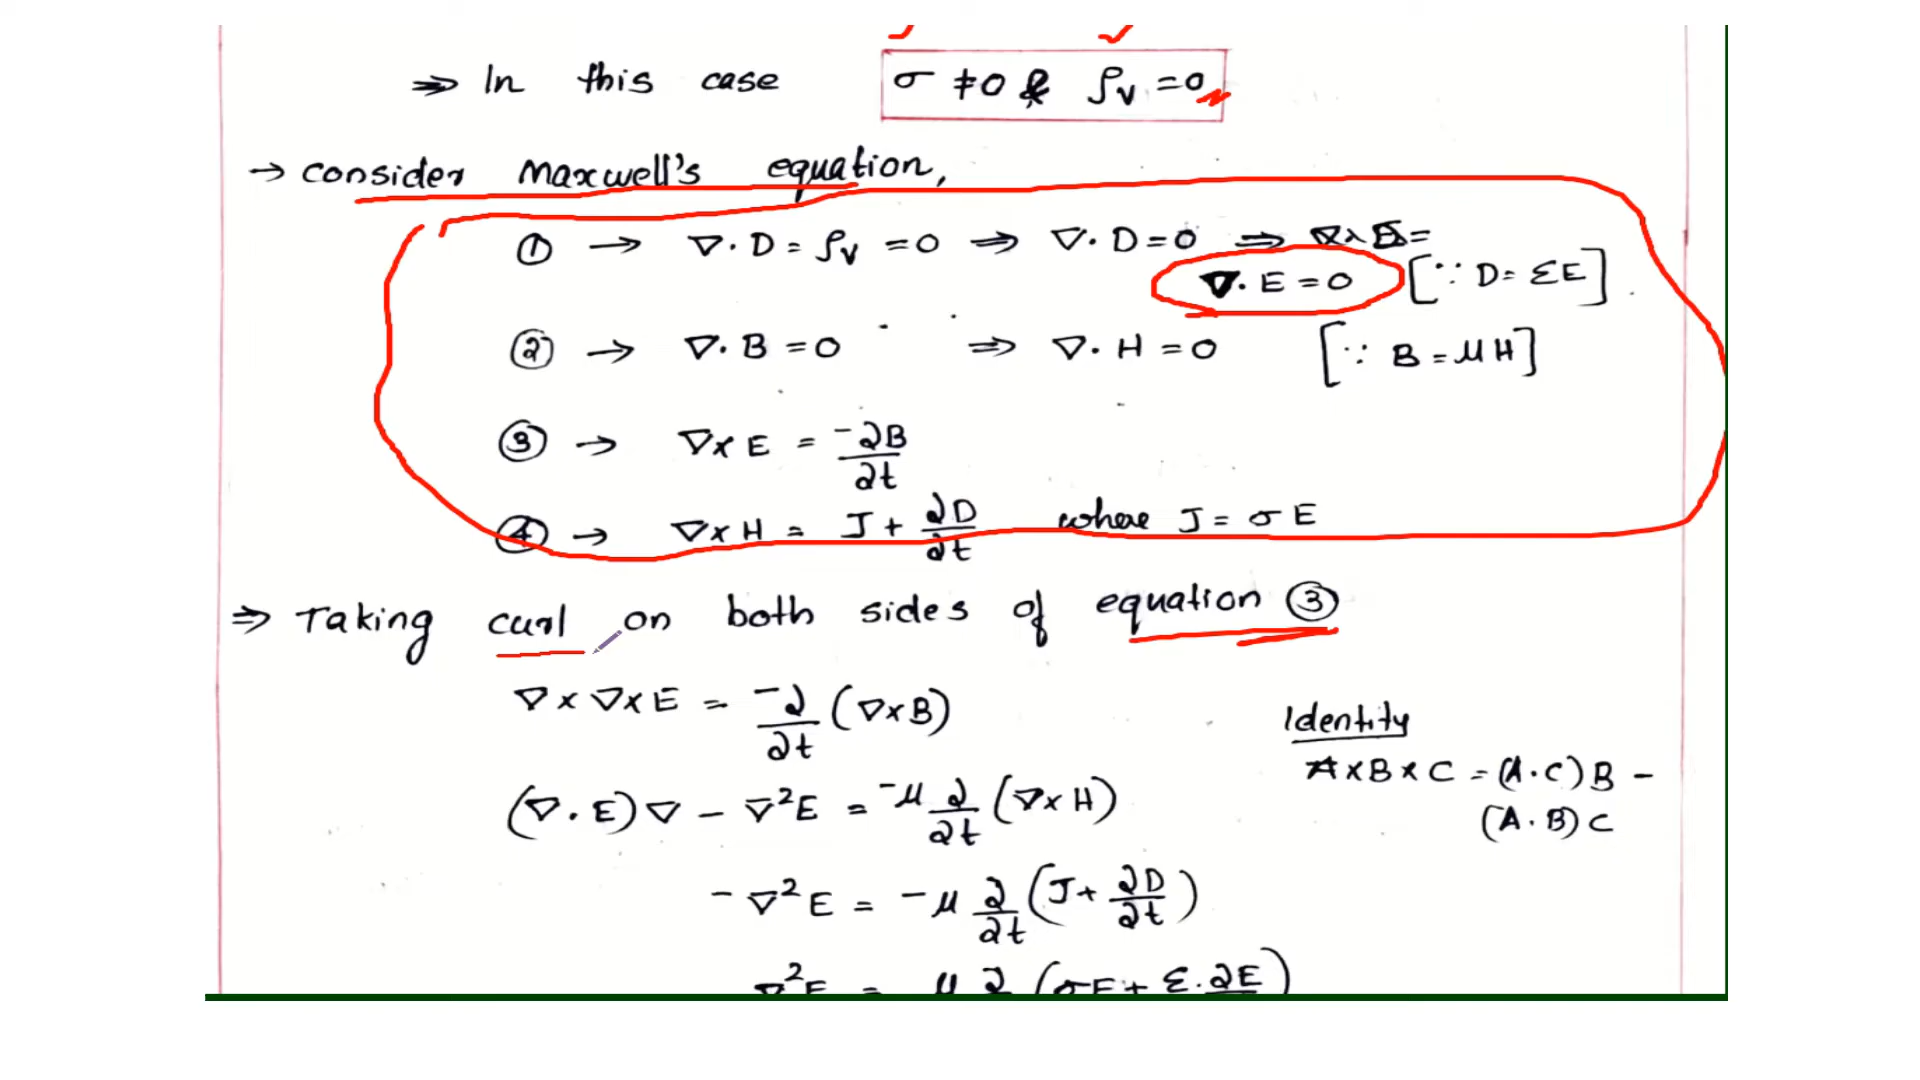 ⇒ In this case σ ≠ 0 & ρv = 0
→ consider Maxwell's equation,
① → ∇· D = ρv = 0 ⇒ ∇· D = 0 ⇒
∇· E = 0 [∵ D = εE]
② → ∇· B = 0 ⇒ ∇· H = 0 [∵ B = μH]
③ → ∇x E = -∂B/∂t
④ → ∇x H = J + ∂D/∂t where J = σ E
⇒ Taking curl on both sides of equation ③
∇ x ∇x E = -∂/∂t (∇x B)
Identity
(∇ . E)∇ - ∇²E = -μ ∂/∂t (∇x H)
A x B x C = (A·C) B -
(A·B) C
- ∇²E = -μ ∂/∂t (J + ∂D/∂t)
∇²E = μ ∂ (σE + ε. ∂E)